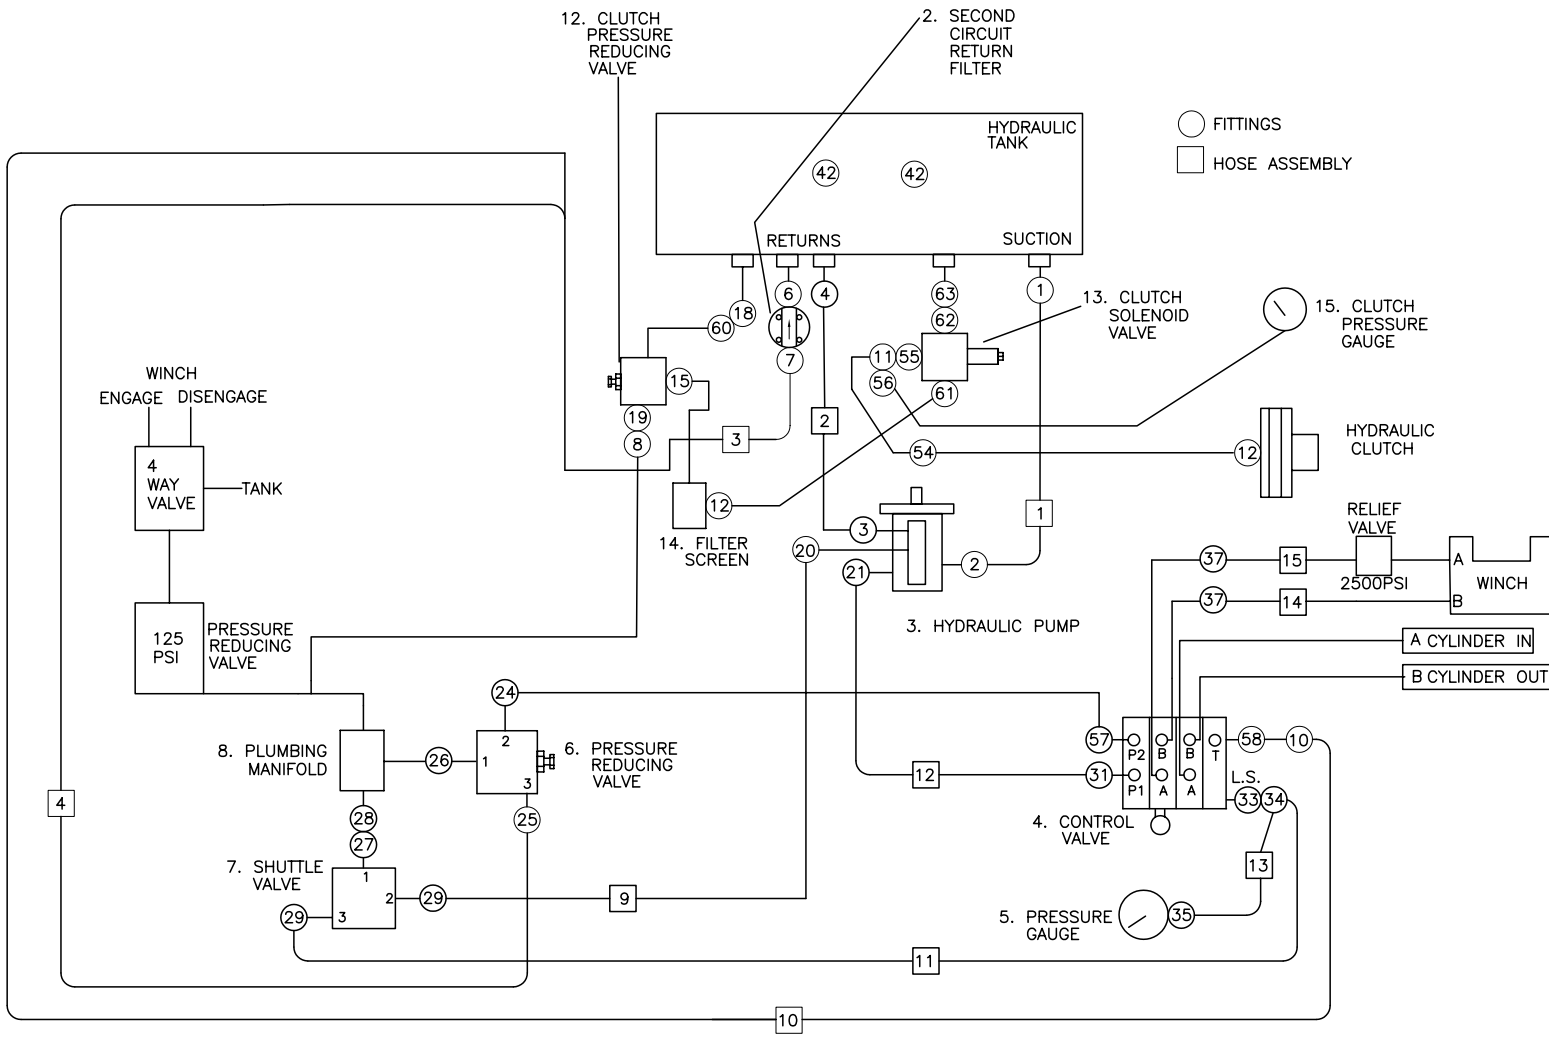 12. CLUTCH
PRESSURE
REDUCING
VALVE
2. SECOND
CIRCUIT
RETURN
FILTER
HYDRAULIC
TANK
42
42
RETURNS
SUCTION
FITTINGS
HOSE ASSEMBLY
6
4
63
1
18
60
62
7
11
55
56
61
13. CLUTCH
SOLENOID
VALVE
15. CLUTCH
PRESSURE
GAUGE
15
19
8
3
2
54
12
HYDRAULIC
CLUTCH
WINCH
ENGAGE
DISENGAGE
4
WAY
VALVE
TANK
12
14. FILTER
SCREEN
1
3
20
21
2
3. HYDRAULIC PUMP
RELIEF
VALVE
37
15
2500PSI
A
WINCH
37
14
B
A CYLINDER IN
B CYLINDER OUT
125
PSI
PRESSURE
REDUCING
VALVE
24
2
1
3
6. PRESSURE
REDUCING
VALVE
8. PLUMBING
MANIFOLD
26
25
4
28
27
57
P2
B
B
T
58
10
12
31
P1
A
A
L.S.
33
34
4. CONTROL
VALVE
13
7. SHUTTLE
VALVE
1
2
3
29
29
9
5. PRESSURE
GAUGE
35
11
10